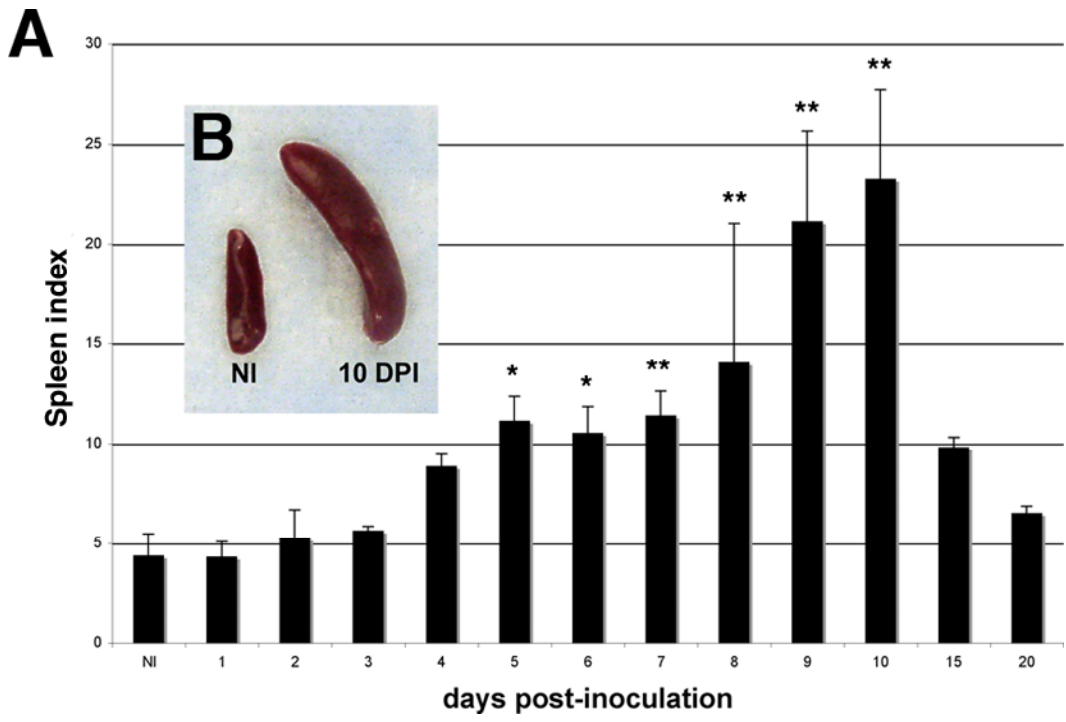 A
30
25
20
15
10
5
0
Spleen index
B
NI
10 DPI
*
*
**
**
**
**
NI 1 2 3 4 5 6 7 8 9 10 15 20
days post-inoculation